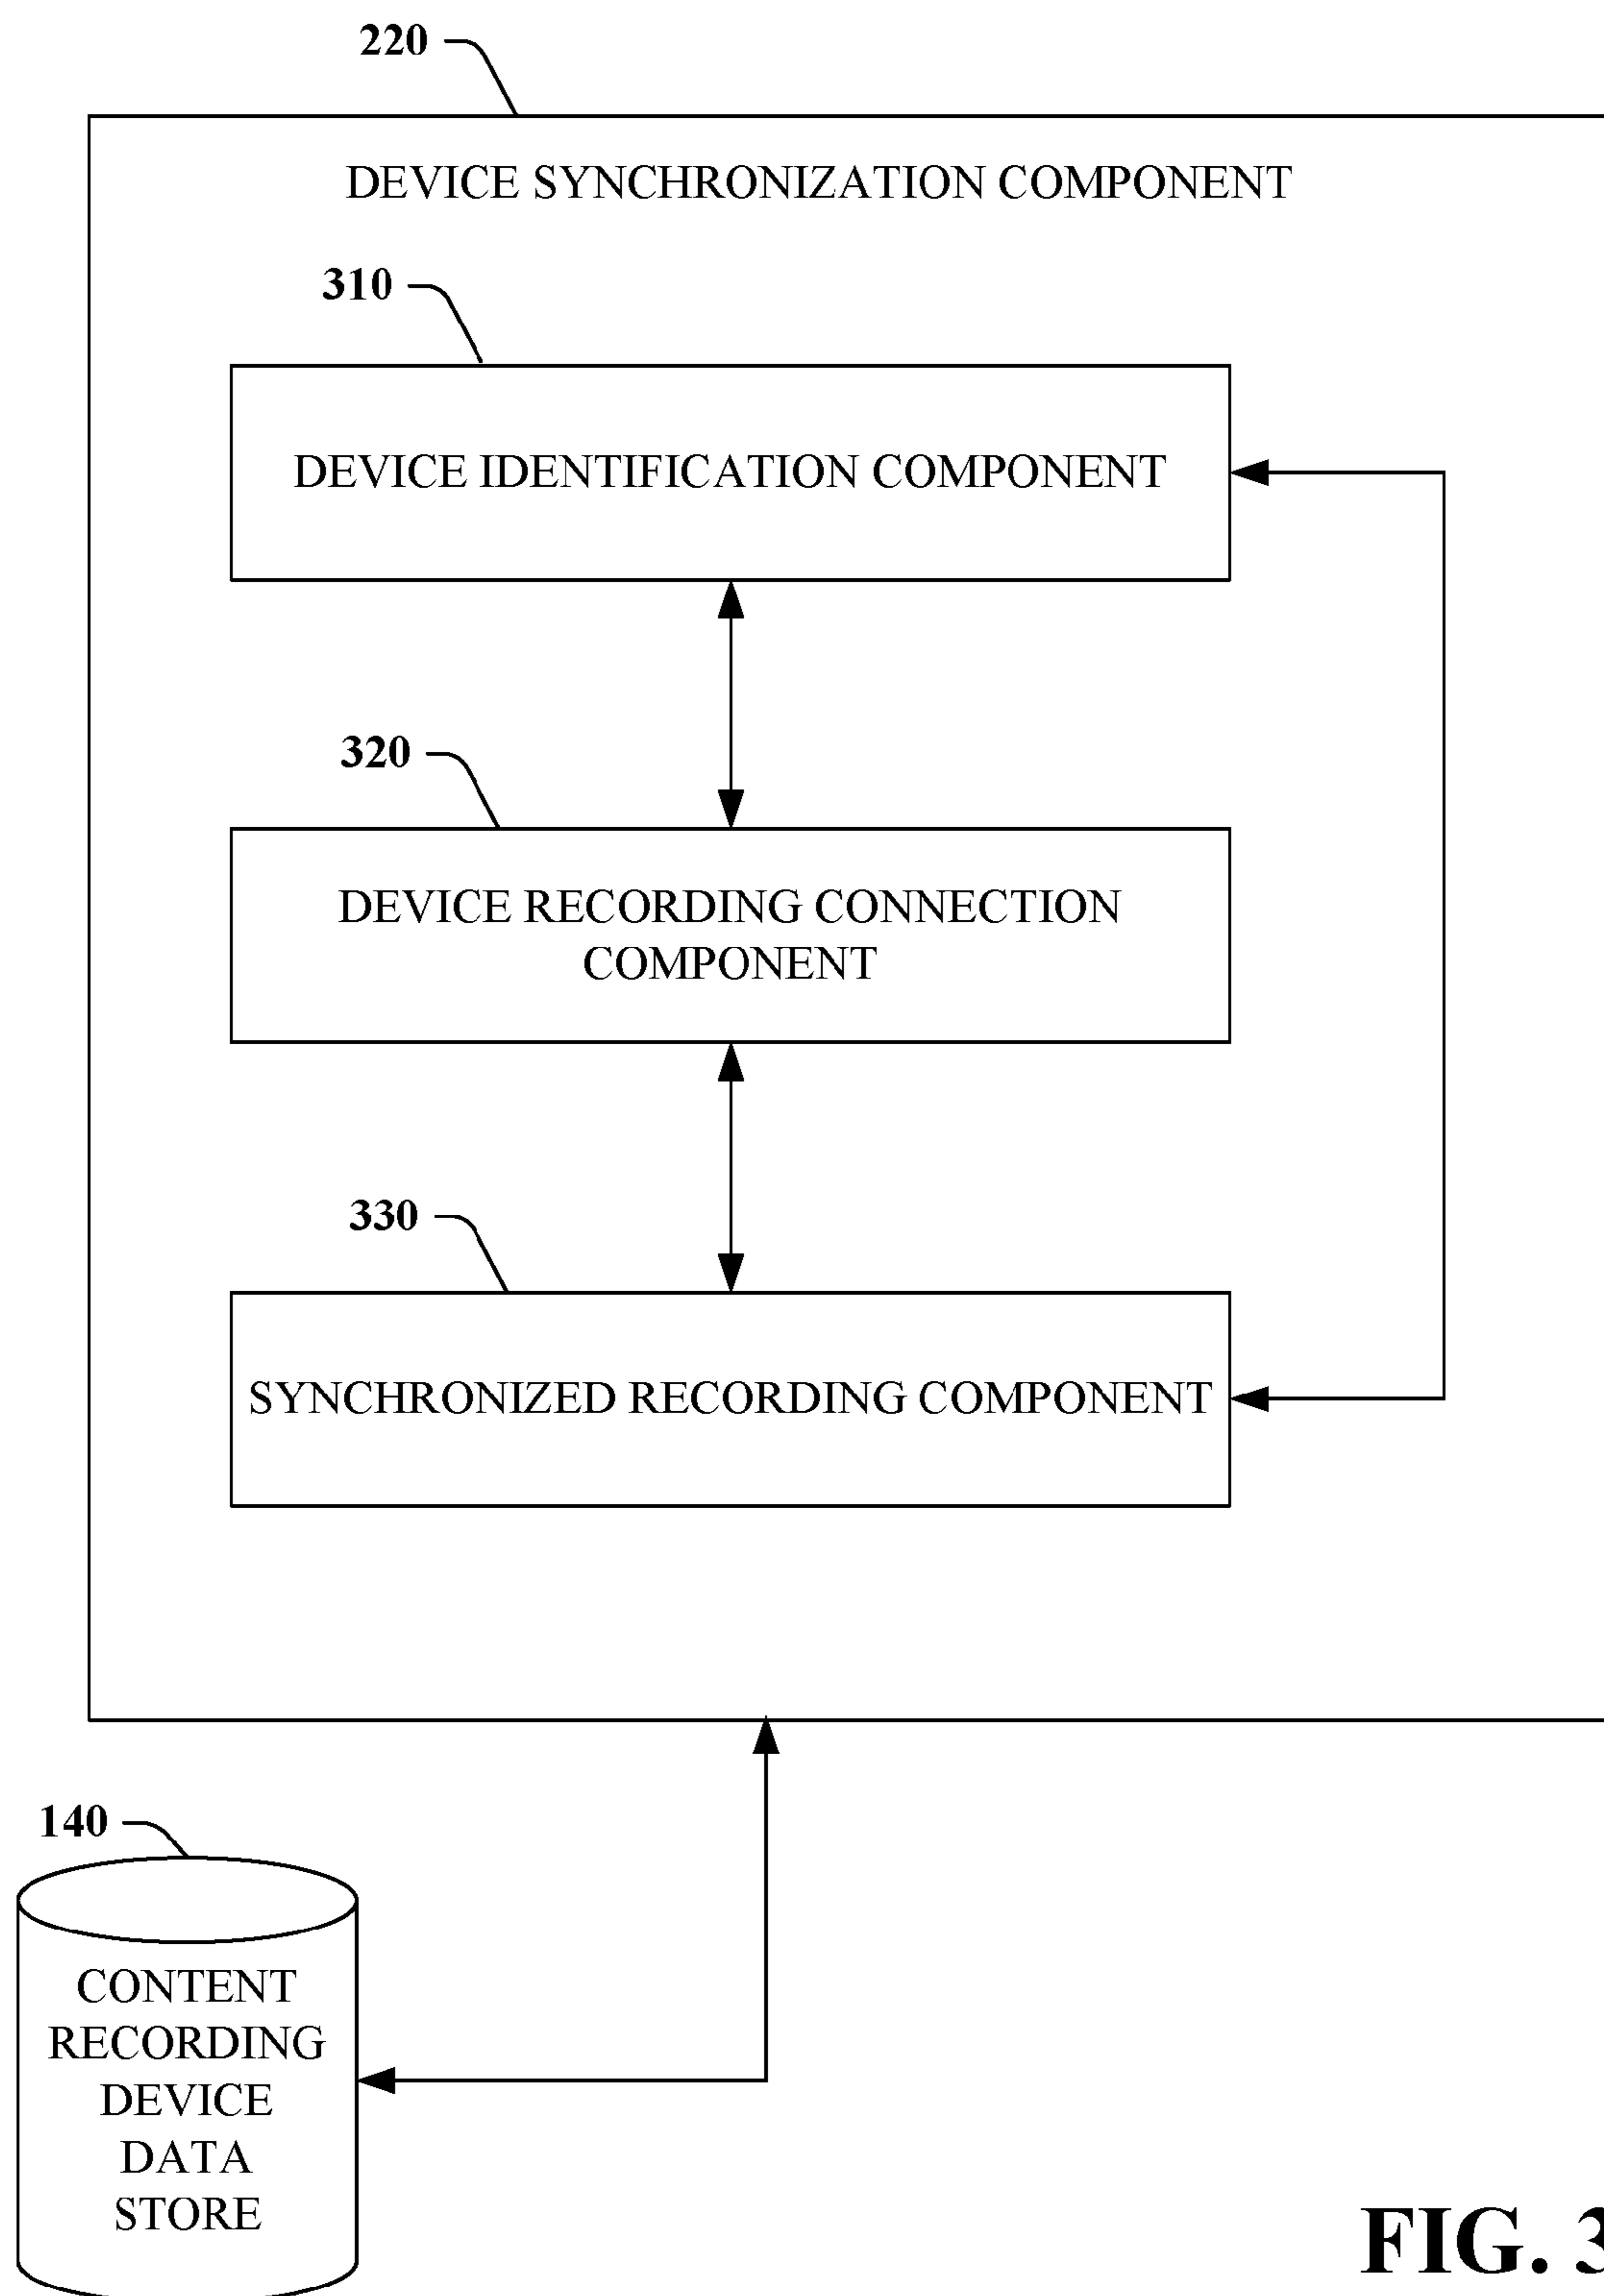 220
DEVICE SYNCHRONIZATION COMPONENT
310
DEVICE IDENTIFICATION COMPONENT
320
DEVICE RECORDING CONNECTION
COMPONENT
330
SYNCHRONIZED RECORDING COMPONENT
140
CONTENT
RECORDING
DEVICE
DATA
STORE
FIG. 3